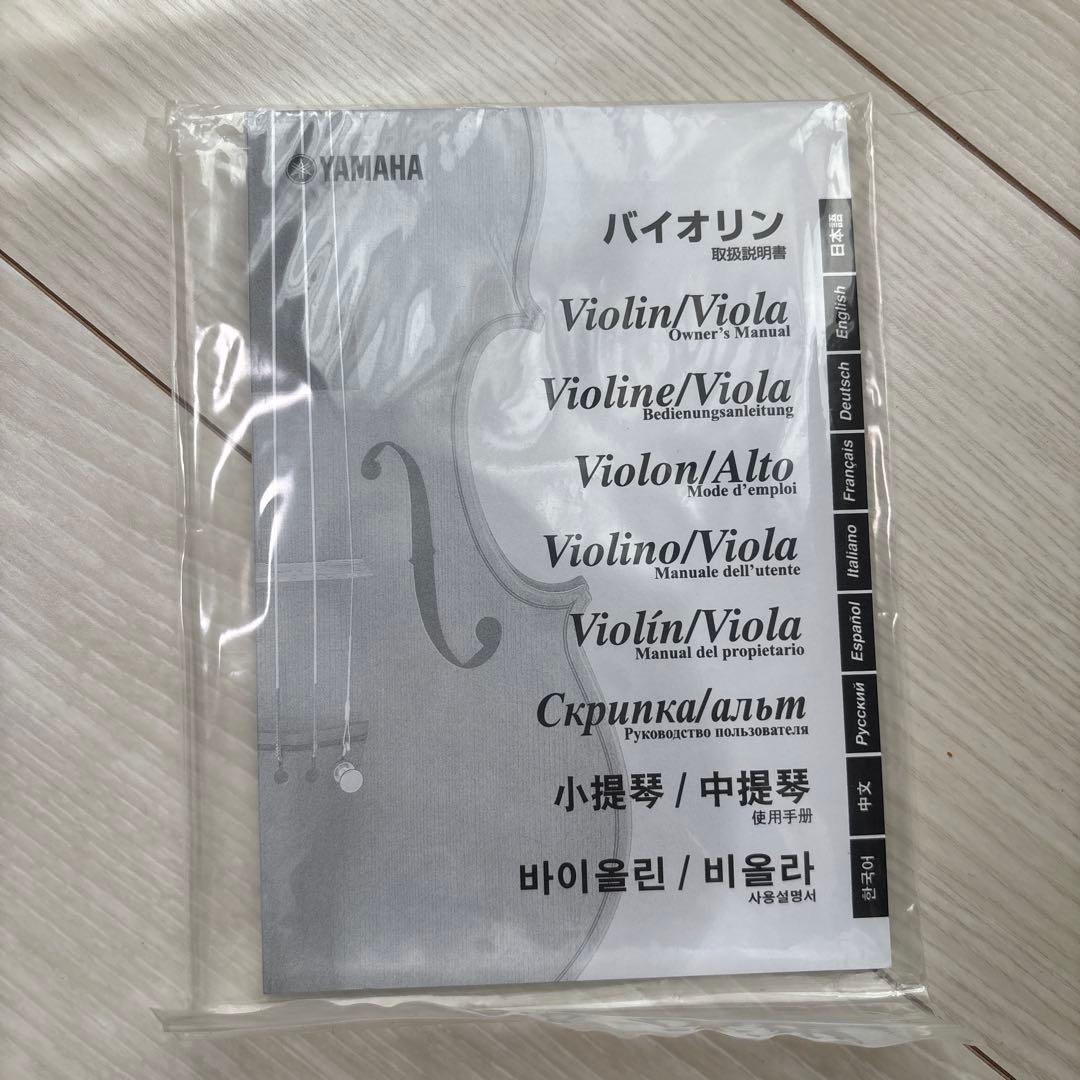 YAMAHA
バイオリン
取扱説明書
Violin/Viola
Owner's Manual
Violine/Viola
Bedienungsanleitung
Violon/Alto
Mode d'emploi
Violino/Viola
Manuale dell'utente
Violín/Viola
Manual del propietario
Скрипка/альт
Руководство пользователя
小提琴 / 中提琴
使用手册
바이올린 / 비올라
사용설명서
日本語
English
Deutsch
Français
Italiano
Español
Русский
中文
한국어